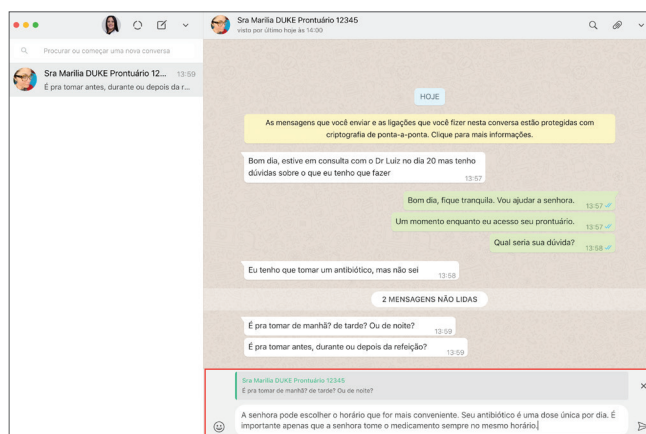 Procurar ou começar uma nova conversa
Sra Marilia DUKE Prontuário 12... 13:59
É pra tomar antes, durante ou depois da r...
Sra Marilia DUKE Prontuário 12345
visto por último hoje às 14:00
HOJE
As mensagens que você enviar e as ligações que você fizer nesta conversa estão protegidas com
criptografia de ponta-a-ponta. Clique para mais informações.
Bom dia, estive em consulta com o Dr Luiz no dia 20 mas tenho
dúvidas sobre o que eu tenho que fazer
13:57
Bom dia, fique tranquila. Vou ajudar a senhora. 13:57
Um momento enquanto eu acesso seu prontuário. 13:57
Qual seria sua dúvida? 13:58
Eu tenho que tomar um antibiótico, mas não sei 13:58
2 MENSAGENS NÃO LIDAS
É pra tomar de manhã? de tarde? Ou de noite? 13:59
É pra tomar antes, durante ou depois da refeição? 13:59
Sra Marilia DUKE Prontuário 12345
É pra tomar de manhã? de tarde? Ou de noite?
A senhora pode escolher o horário que for mais conveniente. Seu antibiótico é uma dose única por dia. É
importante apenas que a senhora tome o medicamento sempre no mesmo horário.